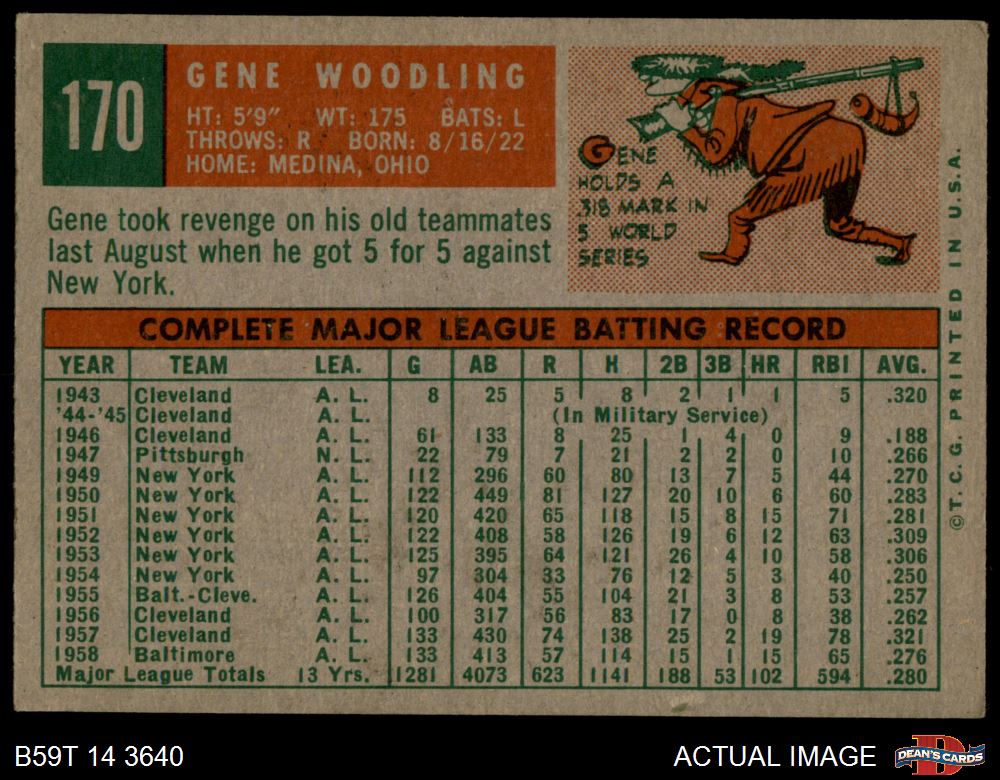 170
GENE WOODLING
HT: 5'9" WT: 175 BATS: L
THROWS: R BORN: 8/16/22
HOME: MEDINA, OHIO
Gene took revenge on his old teammates
last August when he got 5 for 5 against
New York.
GENE
HOLDS A
.318 MARK IN
5 WORLD
SERIES
COMPLETE MAJOR LEAGUE BATTING RECORD
YEAR TEAM LEA. G AB R H 2B 3B HR RBI AVG.
1943 Cleveland A. L. 8 25 5 8 2 1 1 5 .320
'44-'45 Cleveland A. L. (In Military Service)
1946 Cleveland A. L. 61 133 8 25 1 4 0 9 .188
1947 Pittsburgh N. L. 22 79 7 21 2 2 0 10 .266
1949 New York A. L. 112 296 60 80 13 7 5 44 .270
1950 New York A. L. 122 449 81 127 20 10 6 60 .283
1951 New York A. L. 120 420 65 118 15 8 15 71 .281
1952 New York A. L. 122 408 58 126 19 6 12 63 .309
1953 New York A. L. 125 395 64 121 26 4 10 58 .306
1954 New York A. L. 97 304 33 76 12 5 3 40 .250
1955 Balt.-Cleve. A. L. 126 404 55 104 21 3 8 53 .257
1956 Cleveland A. L. 100 317 56 83 17 0 8 38 .262
1957 Cleveland A. L. 133 430 74 138 25 2 19 78 .321
1958 Baltimore A. L. 133 413 57 114 15 1 15 65 .276
Major League Totals 13 Yrs. 1281 4073 623 1141 188 53 102 594 .280
©T. C. G. PRINTED IN U.S.A.
B59T 14 3640
ACTUAL IMAGE
DEAN'S CARDS